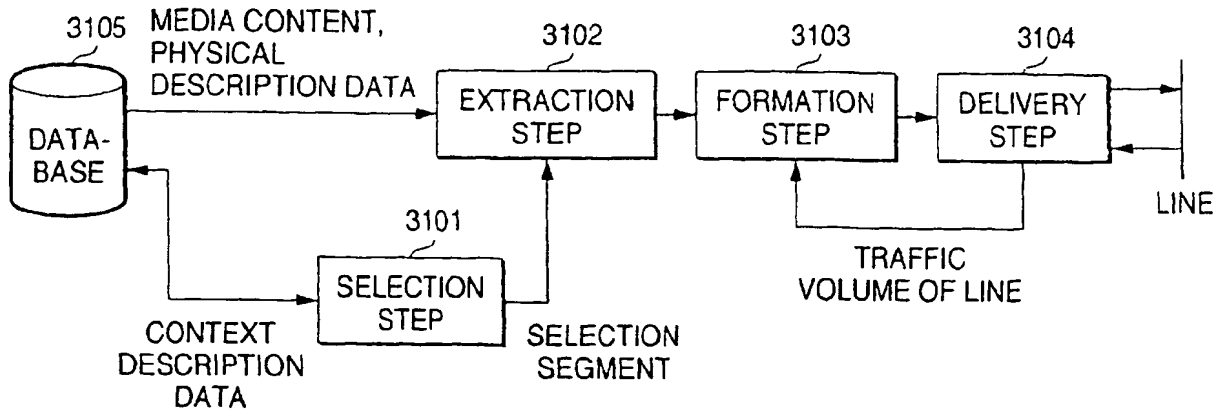 3105
MEDIA CONTENT,
PHYSICAL
DESCRIPTION DATA
3102
3103
3104
DATA-
BASE
EXTRACTION
STEP
FORMATION
STEP
DELIVERY
STEP
LINE
3101
SELECTION
STEP
TRAFFIC
VOLUME OF LINE
CONTEXT
DESCRIPTION
DATA
SELECTION
SEGMENT